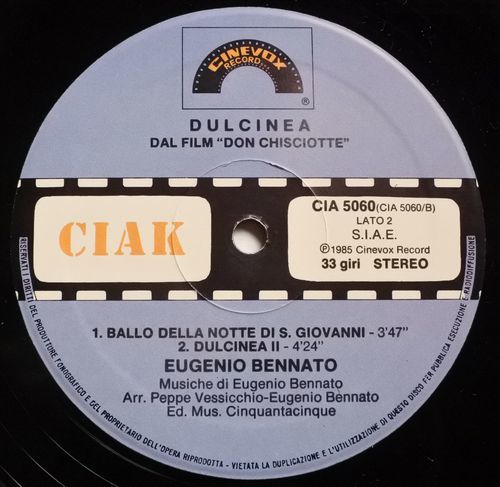 CINEVOX
RECORD
®
DULCINEA
DAL FILM "DON CHISCIOTTE"
CIAK
CIA 5060 (CIA 5060/B)
LATO 2
S.I.A.E.
℗ 1985 Cinevox Record
33 giri STEREO
1. BALLO DELLA NOTTE DI S. GIOVANNI - 3'47"
2. DULCINEA II - 4'24"
EUGENIO BENNATO
Musiche di Eugenio Bennato
Arr. Peppe Vessicchio-Eugenio Bennato
Ed. Mus. Cinquantacinque
RISERVATI I DIRITTI DEL PRODUTTORE FONOGRAFICO E QEL PROPRIETARIO DELL'OPERA RIPRODOTTA - VIETATA LA DUPLICAZIONE E L'UTILIZZAZIONE DI QUESTO DISCO PER PUBBLICA ESECUZIONE E RADIODIFFUSIONE